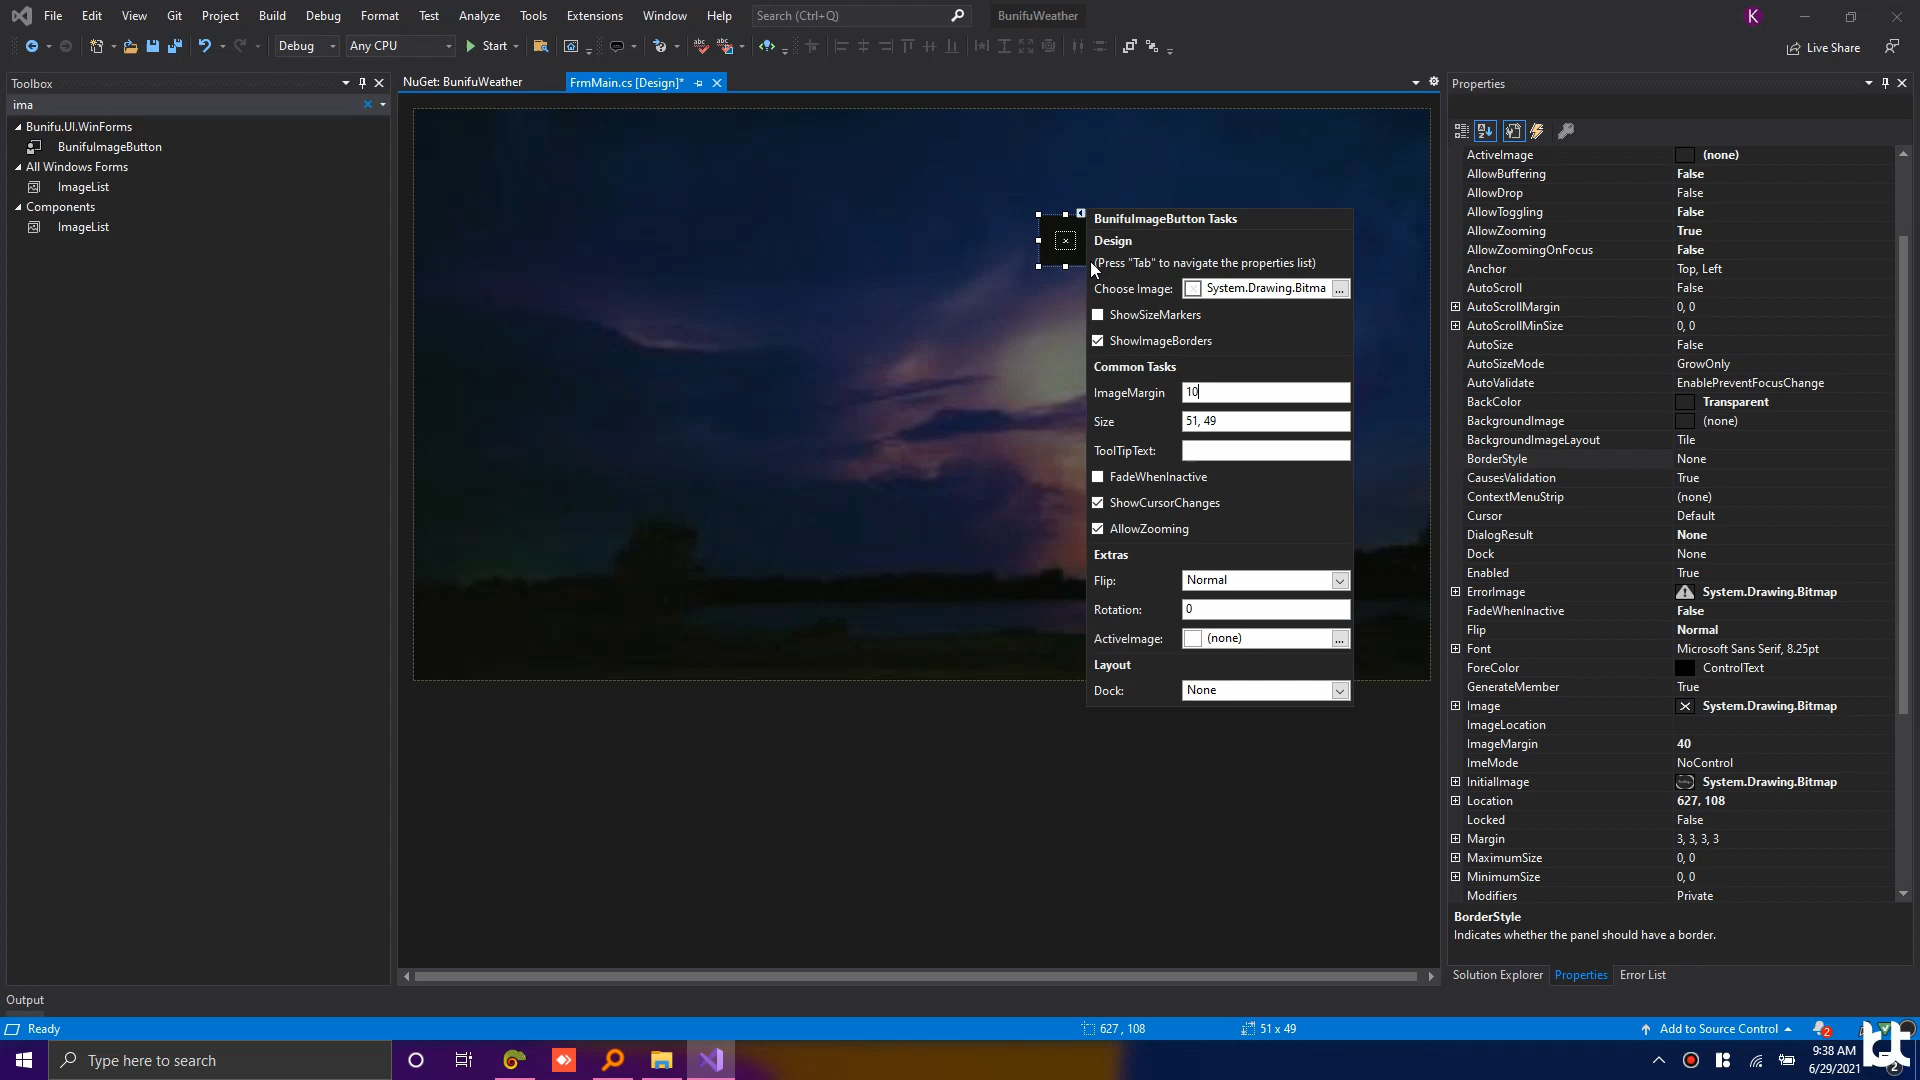 File Edit View Git Project Build Debug Format Test Analyze Tools Extensions Window Help Search (Ctrl+Q) BunifuWeather K
Debug Any CPU Start Live Share
Toolbox
ima
Bunifu.UI.WinForms
BunifuImageButton
All Windows Forms
ImageList
Components
ImageList
NuGet: BunifuWeather FrmMain.cs [Design]*
BunifuImageButton Tasks
Design
(Press "Tab" to navigate the properties list)
Choose Image: System.Drawing.Bitma ...
ShowSizeMarkers
ShowImageBorders
Common Tasks
ImageMargin 10
Size 51, 49
ToolTipText:
FadeWhenInactive
ShowCursorChanges
AllowZooming
Extras
Flip: Normal
Rotation: 0
ActiveImage: (none) ...
Layout
Dock: None
Properties
ActiveImage (none)
AllowBuffering False
AllowDrop False
AllowToggling False
AllowZooming True
AllowZoomingOnFocus False
Anchor Top, Left
AutoScroll False
AutoScrollMargin 0, 0
AutoScrollMinSize 0, 0
AutoSize False
AutoSizeMode GrowOnly
AutoValidate EnablePreventFocusChange
BackColor Transparent
BackgroundImage (none)
BackgroundImageLayout Tile
BorderStyle None
CausesValidation True
ContextMenuStrip (none)
Cursor Default
DialogResult None
Dock None
Enabled True
ErrorImage System.Drawing.Bitmap
FadeWhenInactive False
Flip Normal
Font Microsoft Sans Serif, 8.25pt
ForeColor ControlText
GenerateMember True
Image System.Drawing.Bitmap
ImageLocation
ImageMargin 40
ImeMode NoControl
InitialImage System.Drawing.Bitmap
Location 627, 108
Locked False
Margin 3, 3, 3, 3
MaximumSize 0, 0
MinimumSize 0, 0
Modifiers Private
BorderStyle
Indicates whether the panel should have a border.
Solution Explorer Properties Error List
Output
Ready 627 , 108 51 x 49 Add to Source Control 2
Type here to search 9:38 AM
6/29/2021 2